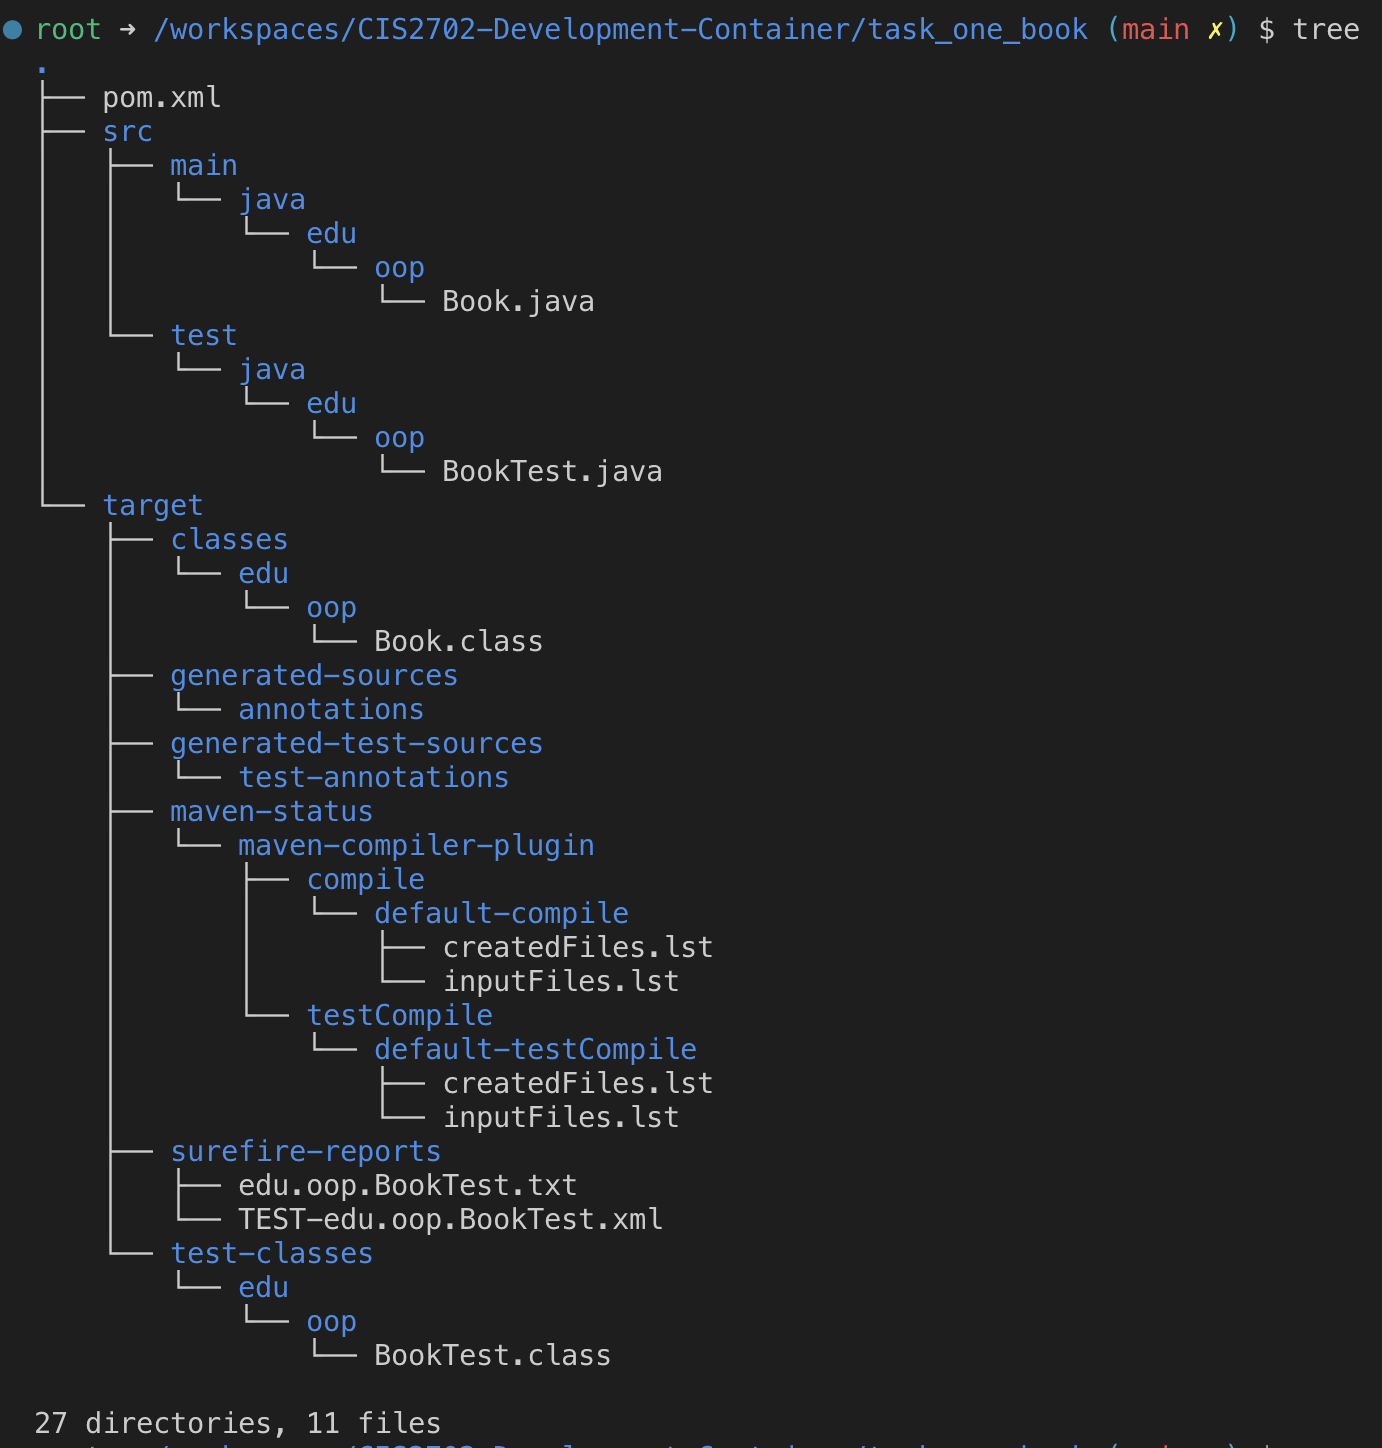 root ➜ /workspaces/CIS2702-Development-Container/task_one_book (main ✗) $ tree
.
├── pom.xml
├── src
│   ├── main
│   │   └── java
│   │       └── edu
│   │           └── oop
│   │               └── Book.java
│   └── test
│       └── java
│           └── edu
│               └── oop
│                   └── BookTest.java
└── target
    ├── classes
    │   └── edu
    │       └── oop
    │           └── Book.class
    ├── generated-sources
    │   └── annotations
    ├── generated-test-sources
    │   └── test-annotations
    ├── maven-status
    │   └── maven-compiler-plugin
    │       ├── compile
    │       │   └── default-compile
    │       │       ├── createdFiles.lst
    │       │       └── inputFiles.lst
    │       └── testCompile
    │           └── default-testCompile
    │               ├── createdFiles.lst
    │               └── inputFiles.lst
    ├── surefire-reports
    │   ├── edu.oop.BookTest.txt
    │   └── TEST-edu.oop.BookTest.xml
    └── test-classes
        └── edu
            └── oop
                └── BookTest.class

27 directories, 11 files